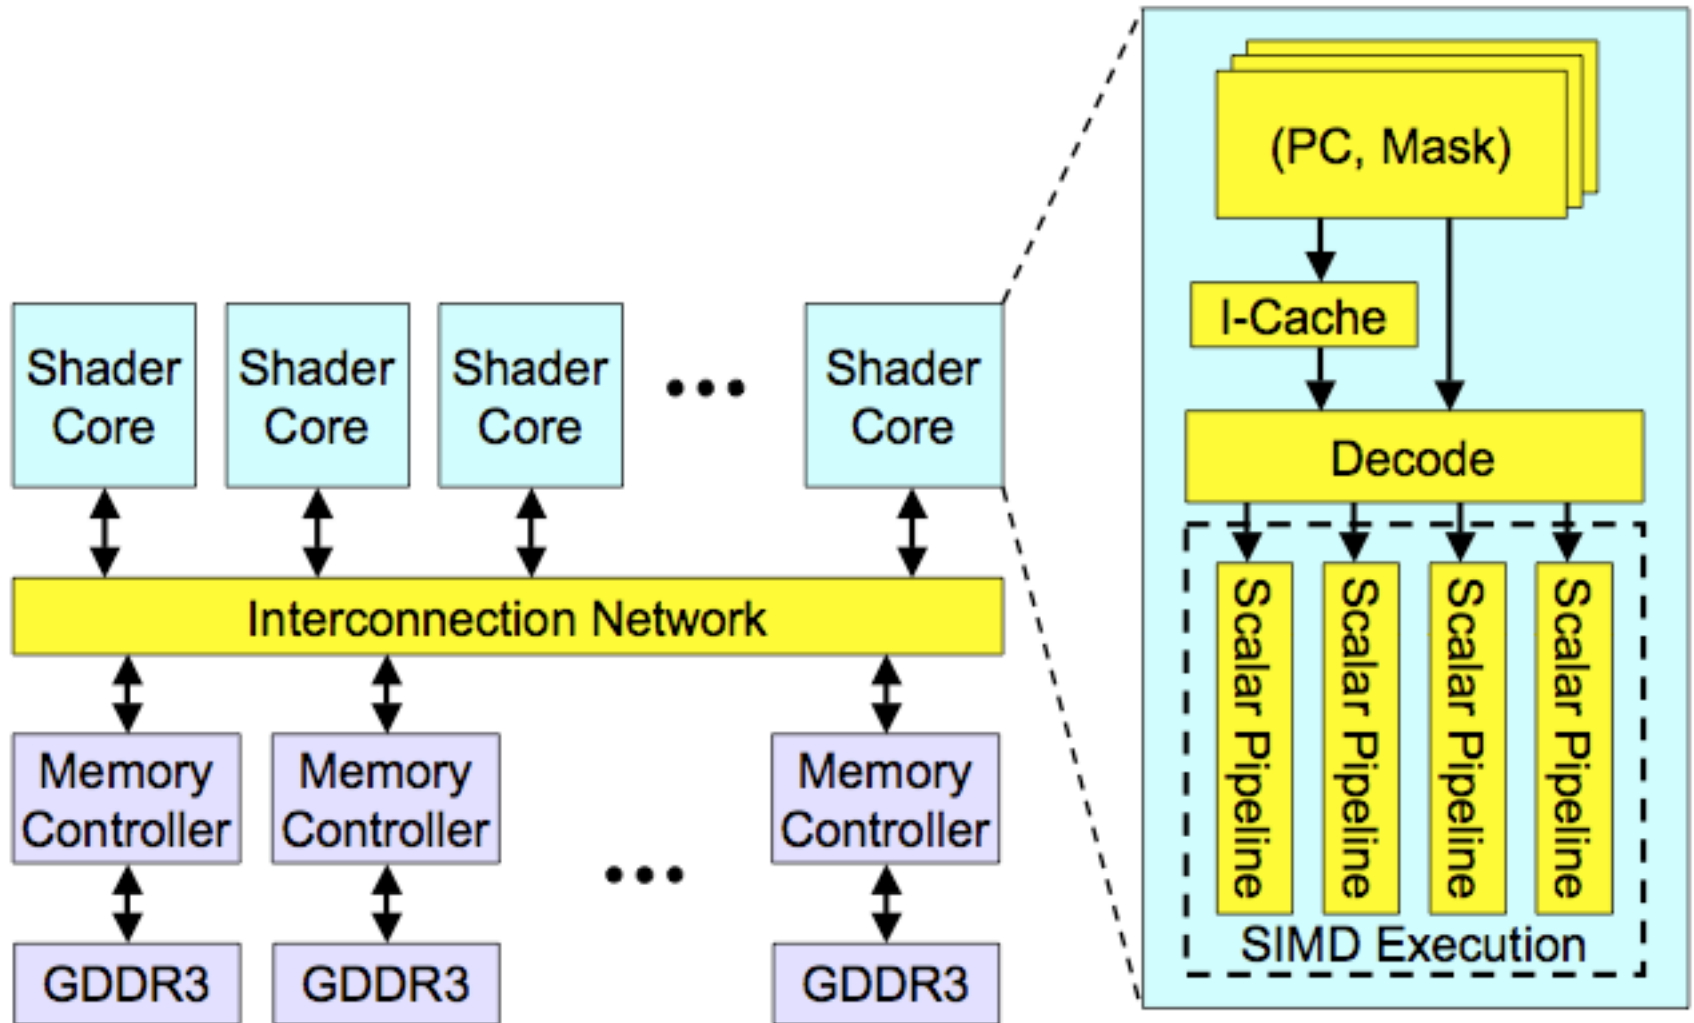 Shader
Core
Shader
Core
Shader
Core
Shader
Core
Interconnection Network
Memory
Controller
Memory
Controller
Memory
Controller
GDDR3
GDDR3
GDDR3
(PC, Mask)
I-Cache
Decode
Scalar Pipeline
Scalar Pipeline
Scalar Pipeline
Scalar Pipeline
SIMD Execution